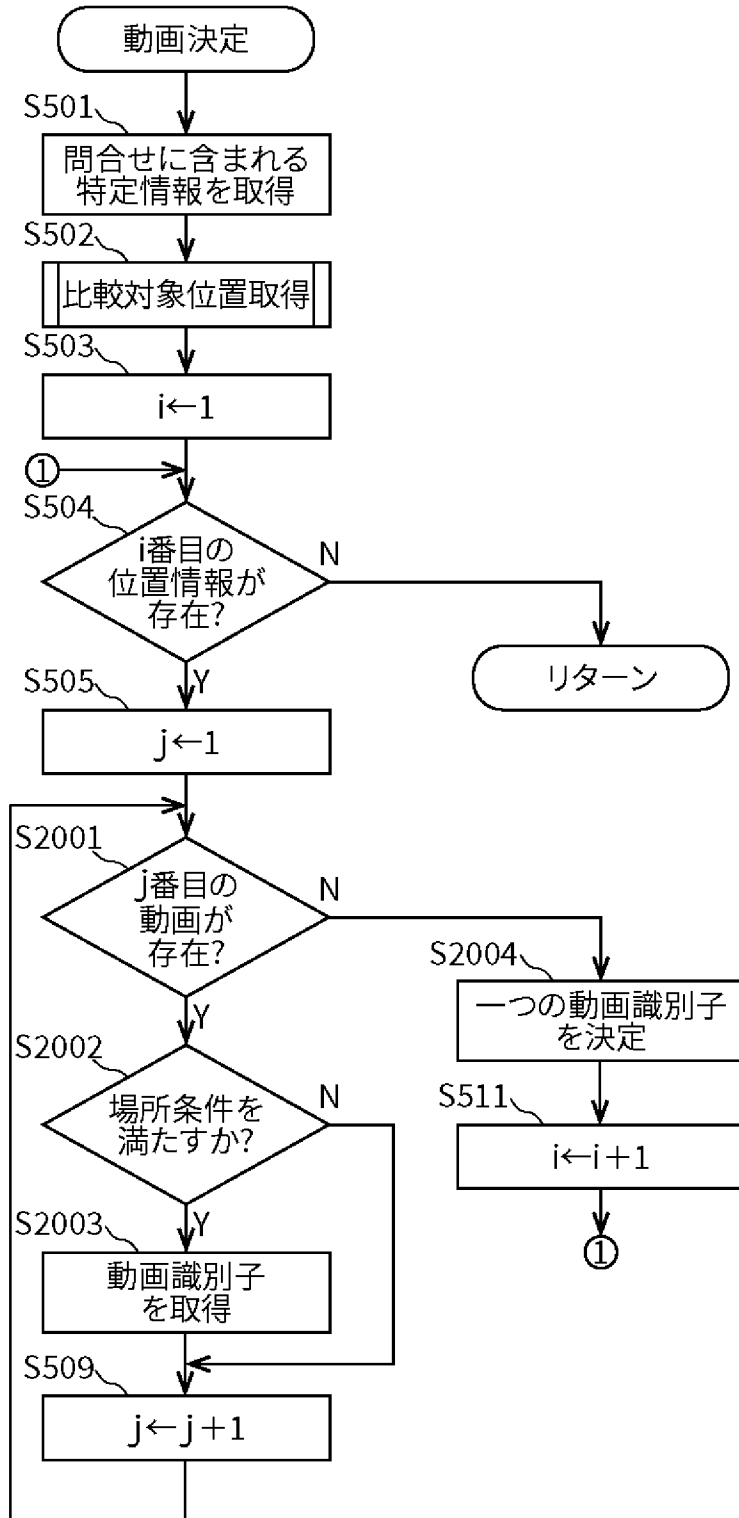 動画決定
S501
問合せに含まれる
特定情報を取得
S502
比較対象位置取得
S503
i←1
①
S504
i番目の
位置情報が
存在?
N
Y
リターン
S505
j←1
S2001
j番目の
動画が
存在?
N
Y
S2004
一つの動画識別子
を決定
S511
i←i+1
①
S2002
場所条件を
満たすか?
N
Y
S2003
動画識別子
を取得
S509
j←j+1